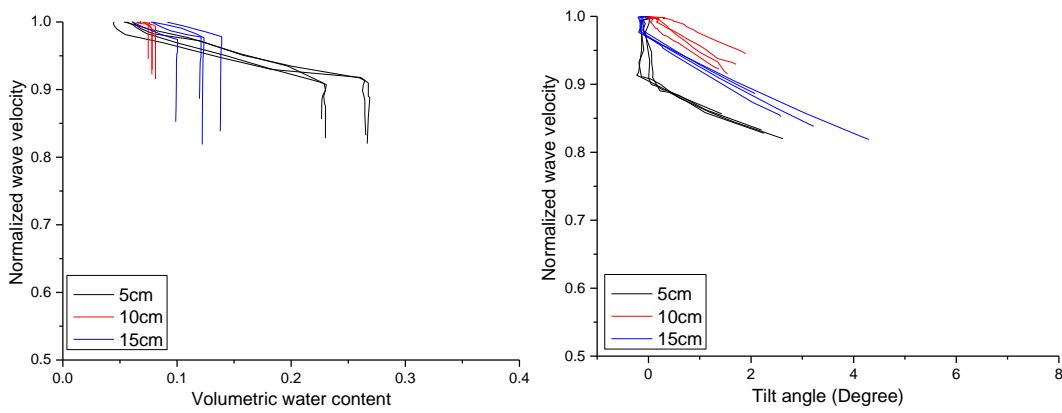 Normalized wave velocity
1.0
0.9
0.8
0.7
0.6
0.5
5cm
10cm
15cm
0.0 0.1 0.2 0.3 0.4
Volumetric water content
Normalized wave velocity
1.0
0.9
0.8
0.7
0.6
0.5
5cm
10cm
15cm
0 2 4 6 8
Tilt angle (Degree)